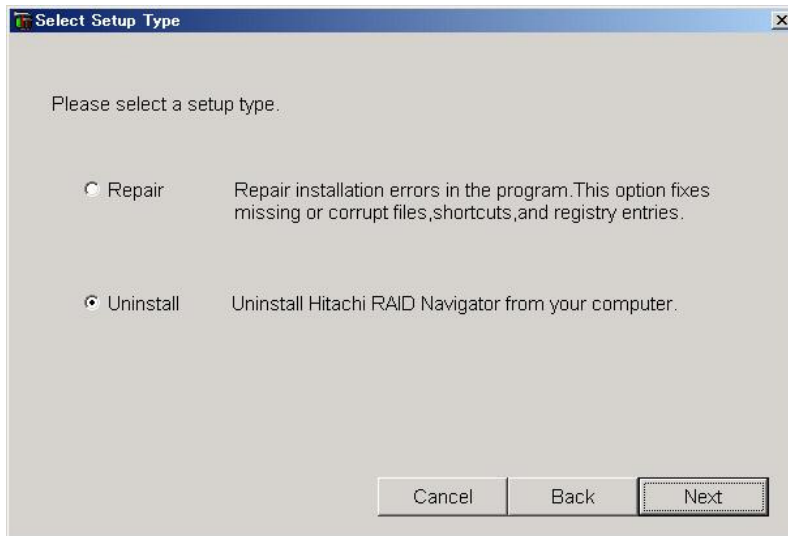 Select Setup Type
Please select a setup type.
Repair
Repair installation errors in the program.This option fixes
missing or corrupt files,shortcuts,and registry entries.
Uninstall
Uninstall Hitachi RAID Navigator from your computer.
Cancel
Back
Next